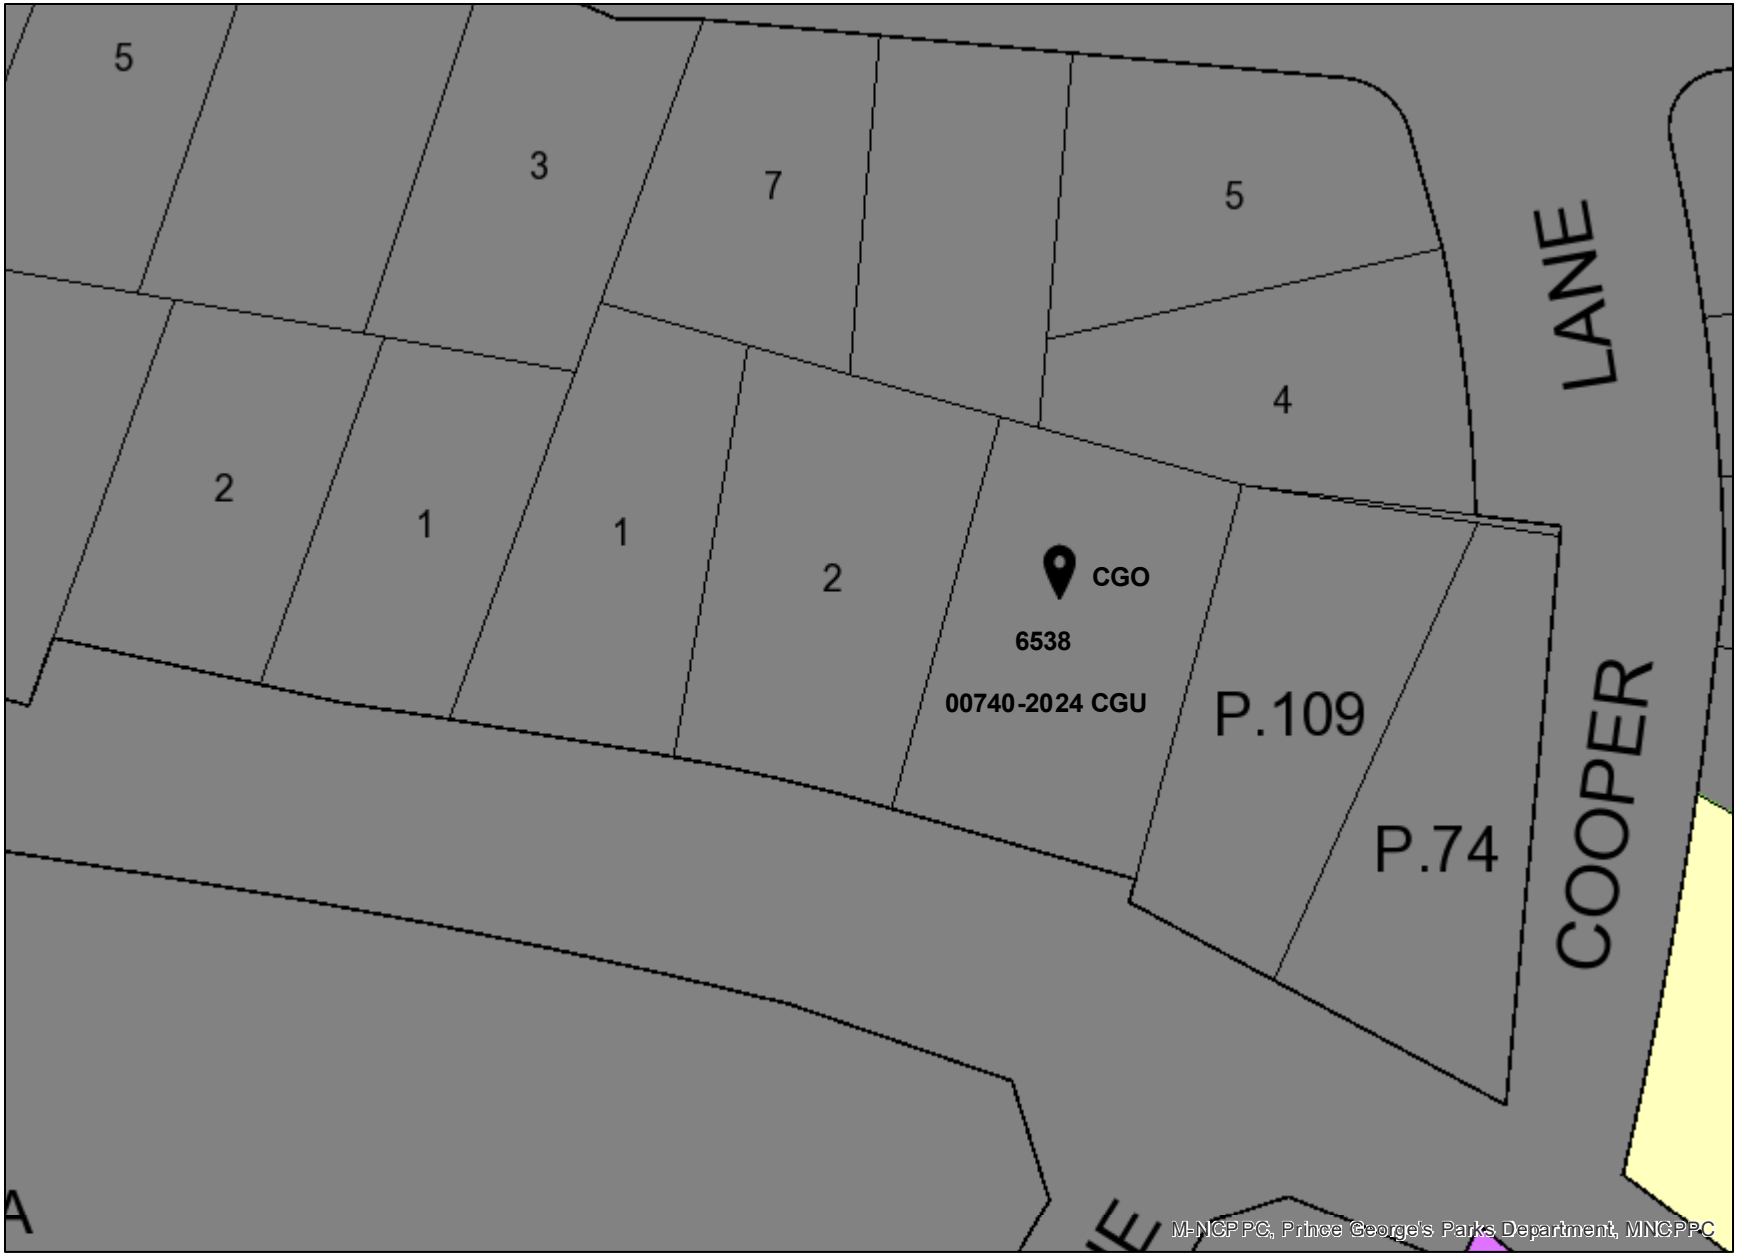 5
3
7
5
LANE
4
2
1
1
2
CGO
6538
00740-2024 CGU
P.109
P.74
COOPER
A
NE
M-NCPPC, Prince George's Parks Department, MNCPPC